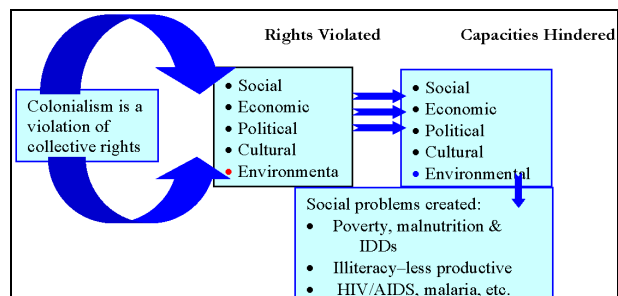 Rights Violated
Capacities Hindered
Colonialism is a
violation of
collective rights
• Social
• Economic
• Political
• Cultural
• Environmenta
• Social
• Economic
• Political
• Cultural
• Environmental
Social problems created:
• Poverty, malnutrition &
IDDs
• Illiteracy–less productive
• HIV/AIDS, malaria, etc.